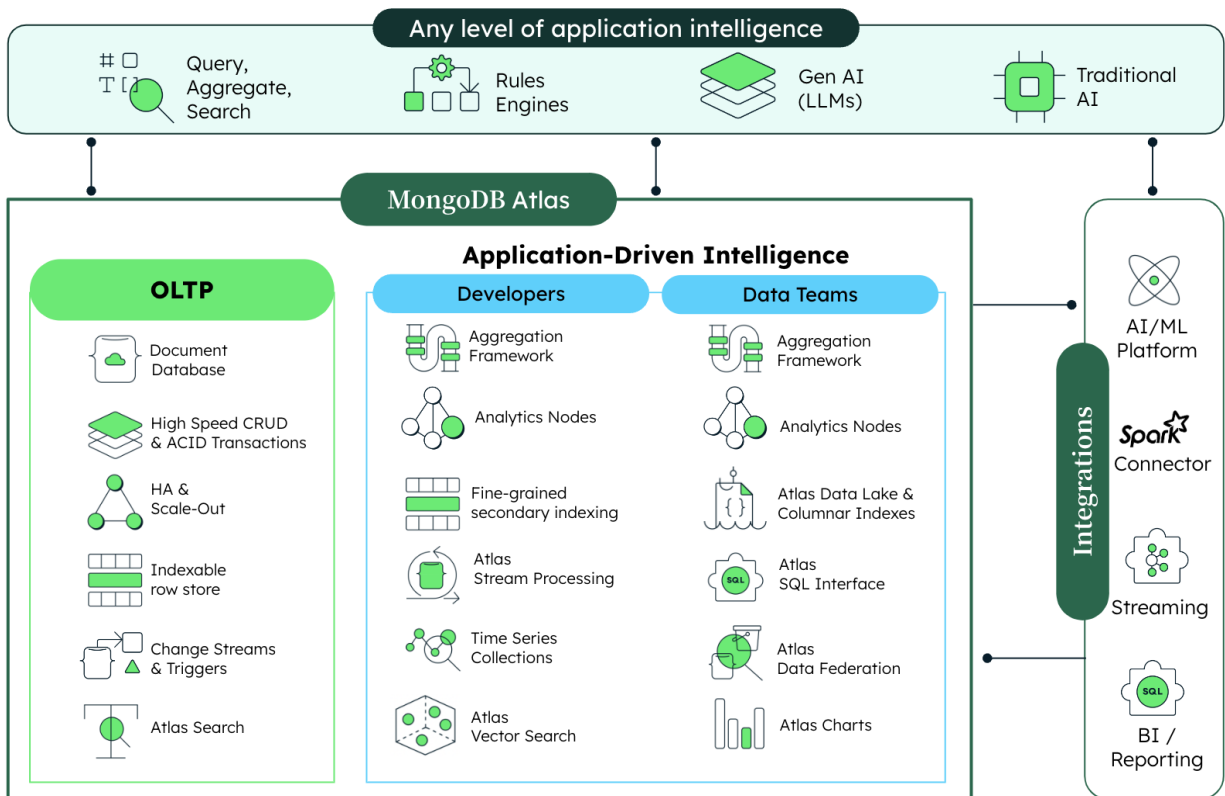 Any level of application intelligence
Query,
Aggregate,
Search
Rules
Engines
Gen AI
(LLMs)
Traditional
AI
MongoDB Atlas
OLTP
Document
Database
High Speed CRUD
& ACID Transactions
HA &
Scale-Out
Indexable
row store
Change Streams
& Triggers
Atlas Search
Application-Driven Intelligence
Developers
Aggregation
Framework
Analytics Nodes
Fine-grained
secondary indexing
Atlas
Stream Processing
Time Series
Collections
Atlas
Vector Search
Data Teams
Aggregation
Framework
Analytics Nodes
{ }
Atlas Data Lake &
Columnar Indexes
SQL
Atlas
SQL Interface
Atlas
Data Federation
Atlas Charts
Integrations
AI/ML
Platform
Spark
Connector
Streaming
SQL
BI /
Reporting